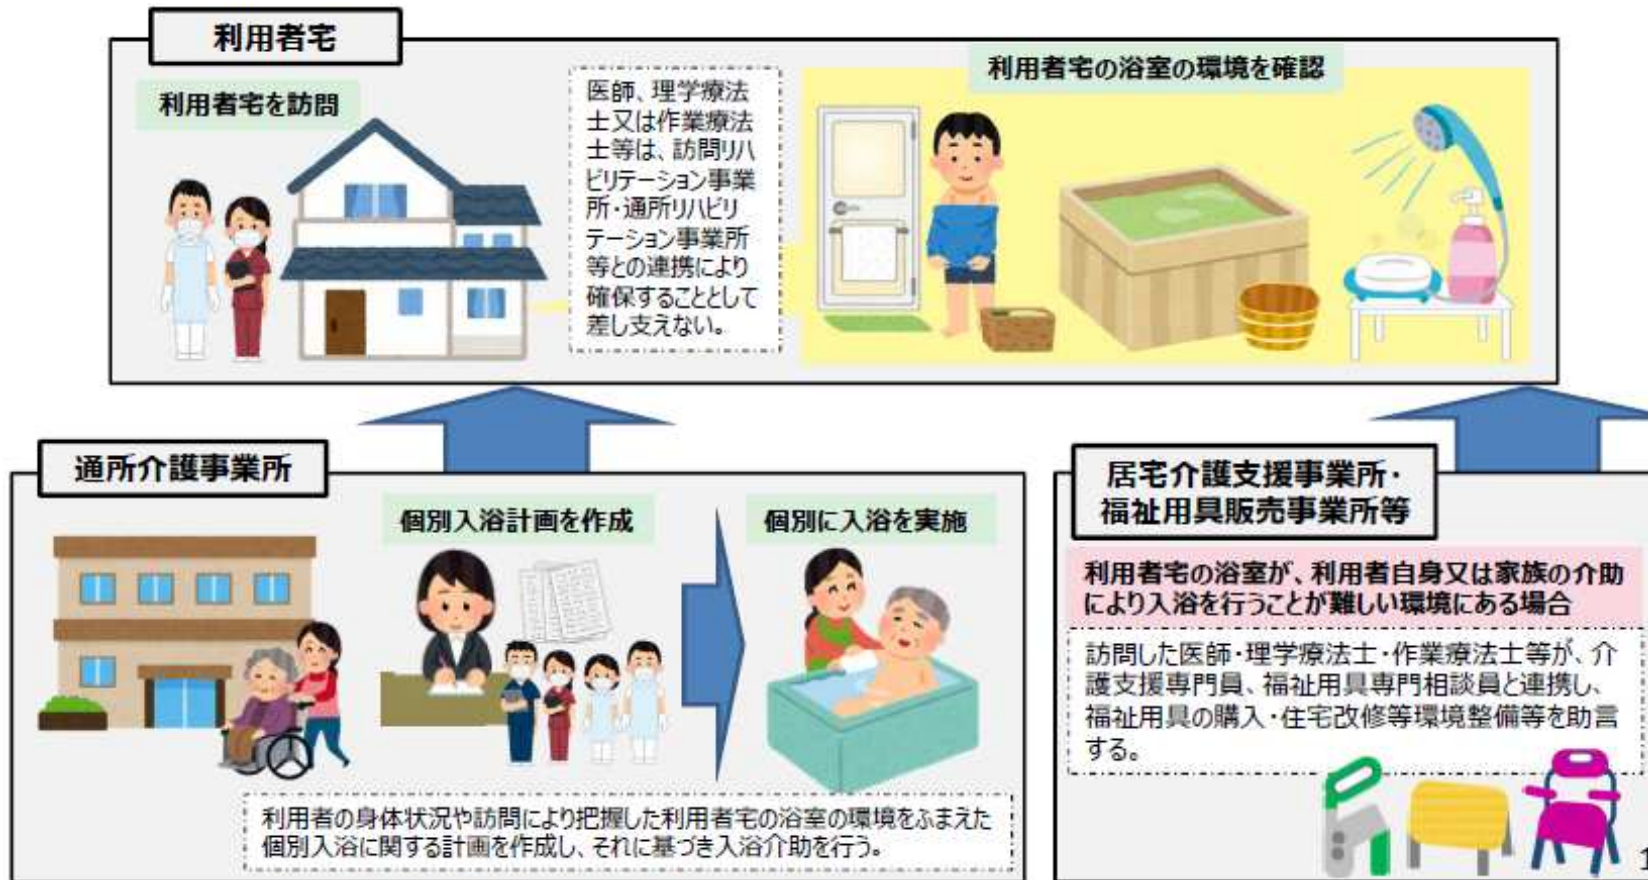 利用者宅
利用者宅を訪問
医師、理学療法
士又は作業療法
士等は、訪問リハ
ビリテーション事業
所・通所リハビリ
テーション事業所
等との連携により
確保することとして
差し支えない。
利用者宅の浴室の環境を確認
通所介護事業所
個別入浴計画を作成
個別に入浴を実施
利用者の身体状況や訪問により把握した利用者宅の浴室の環境をふまえた
個別入浴に関する計画を作成し、それに基づき入浴介助を行う。
居宅介護支援事業所・
福祉用具販売事業所等
利用者宅の浴室が、利用者自身又は家族の介助
により入浴を行うことが難しい環境にある場合
訪問した医師・理学療法士・作業療法士等が、介
護支援専門員、福祉用具専門相談員と連携し、
福祉用具の購入・住宅改修等環境整備等を助言
する。
1